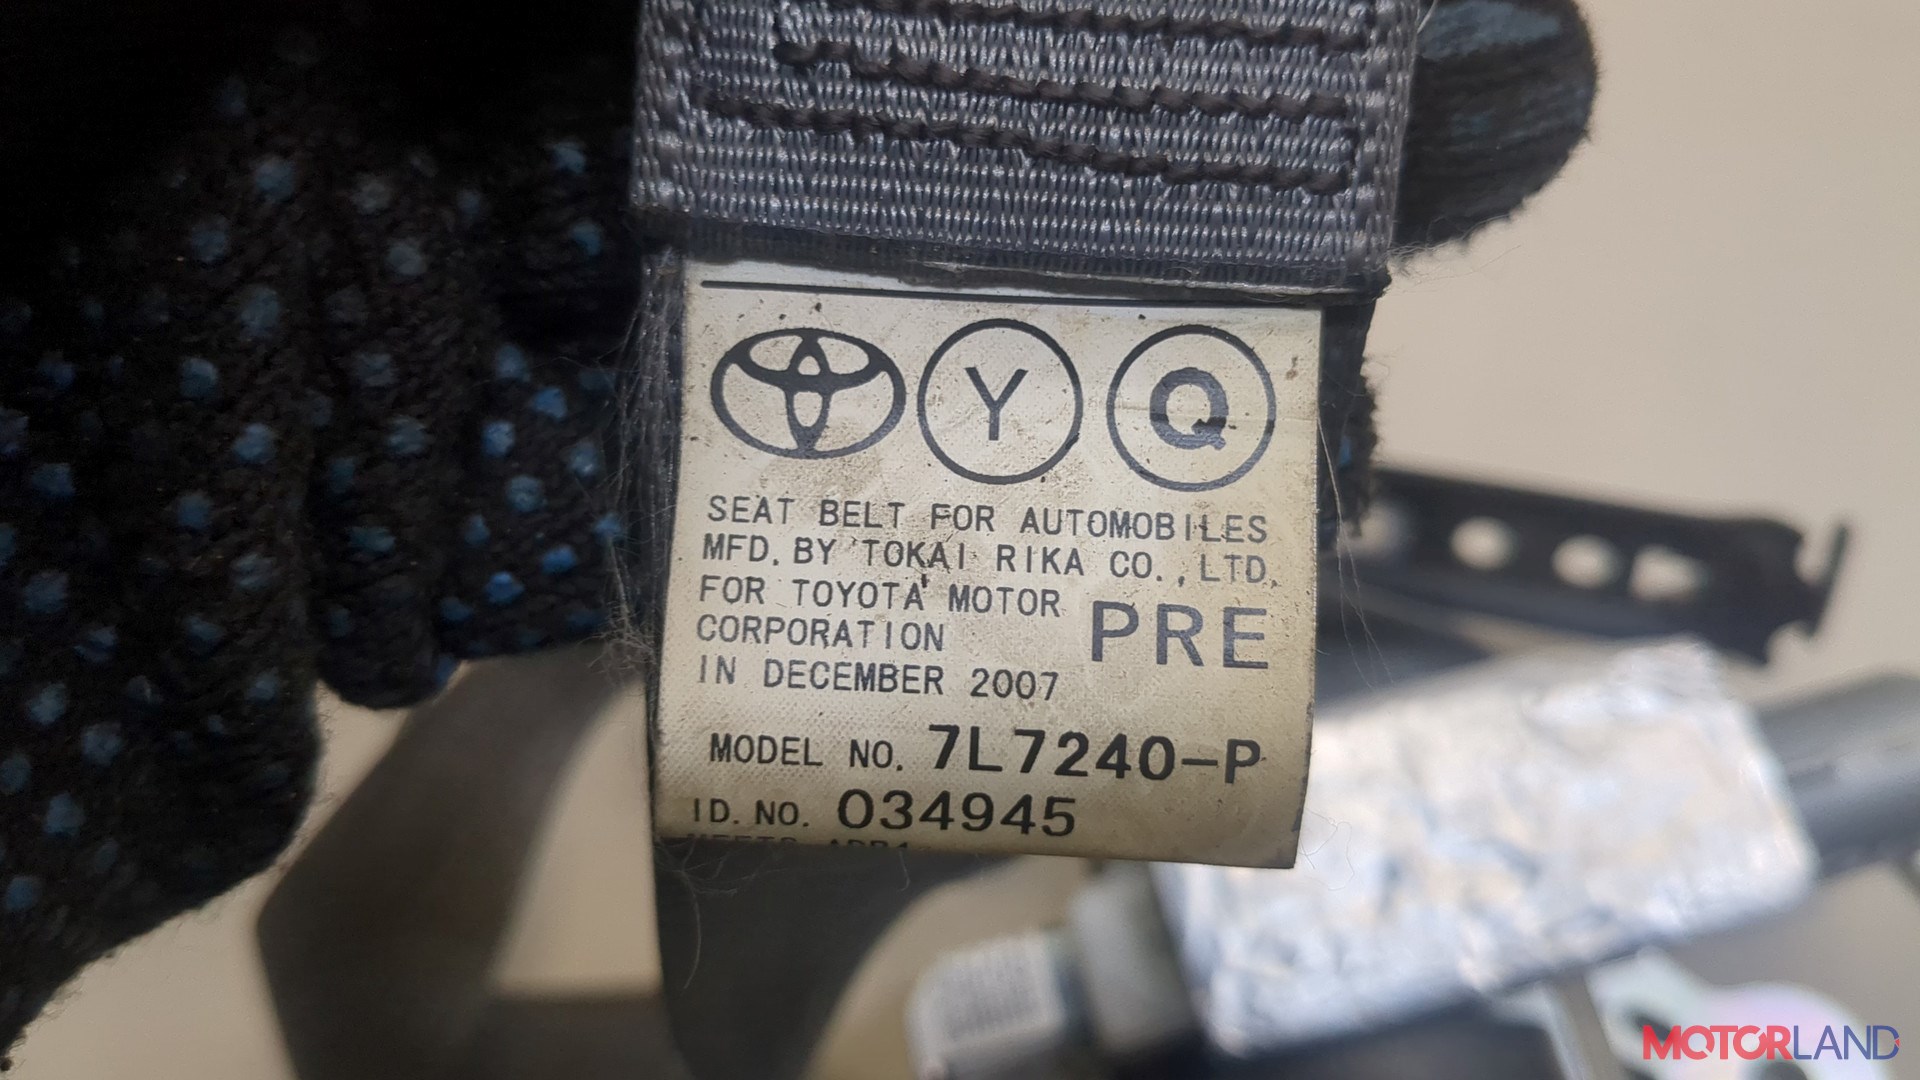 Y Q
SEAT BELT FOR AUTOMOBILES
MFD. BY TOKAI RIKA CO., LTD.
FOR TOYOTA MOTOR
CORPORATION
PRE
IN DECEMBER 2007
MODEL NO. 7L7240-P
ID. NO. 034945
MOTORLAND